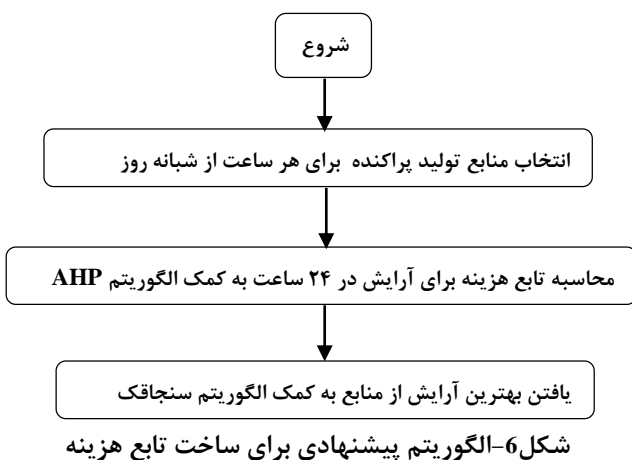 شروع
انتخاب منابع تولید پراکنده برای هر ساعت از شبانه روز
محاسبه تابع هزینه برای آرایش در ۲۴ ساعت به کمک الگوریتم AHP
یافتن بهترین آرایش از منابع به کمک الگوریتم سنجاقک
شکل6-الگوریتم پیشنهادی برای ساخت تابع هزینه